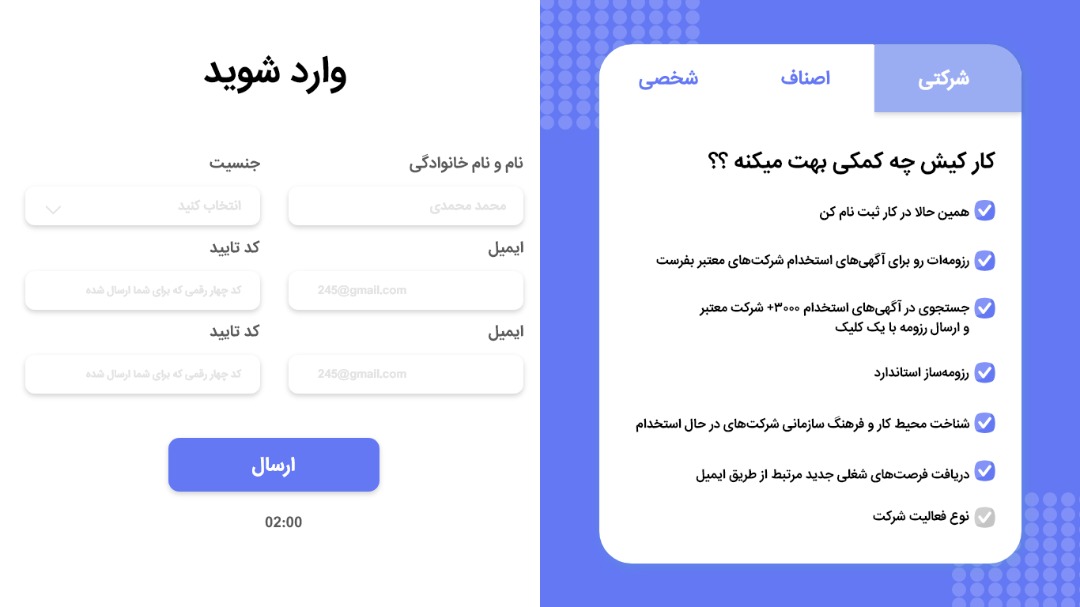 شرکتی
اصناف
شخصی
کار کیش چه کمکی بهت میکنه ؟؟
همین حالا در کار ثبت نام کن
رزومه‌ات رو برای آگهی‌های استخدام شرکت‌های معتبر بفرست
جستجوی در آگهی‌های استخدام ۳۰۰۰+ شرکت معتبر
و ارسال رزومه با یک کلیک
رزومه‌ساز استاندارد
شناخت محیط کار و فرهنگ سازمانی شرکت‌های در حال استخدام
دریافت فرصت‌های شغلی جدید مرتبط از طریق ایمیل
نوع فعالیت شرکت
وارد شوید
نام و نام خانوادگی
محمد محمدی
جنسیت
انتخاب کنید
ایمیل
245@gmail.com
کد تایید
کد چهار رقمی که برای شما ارسال شده
ایمیل
245@gmail.com
کد تایید
کد چهار رقمی که برای شما ارسال شده
ارسال
02:00